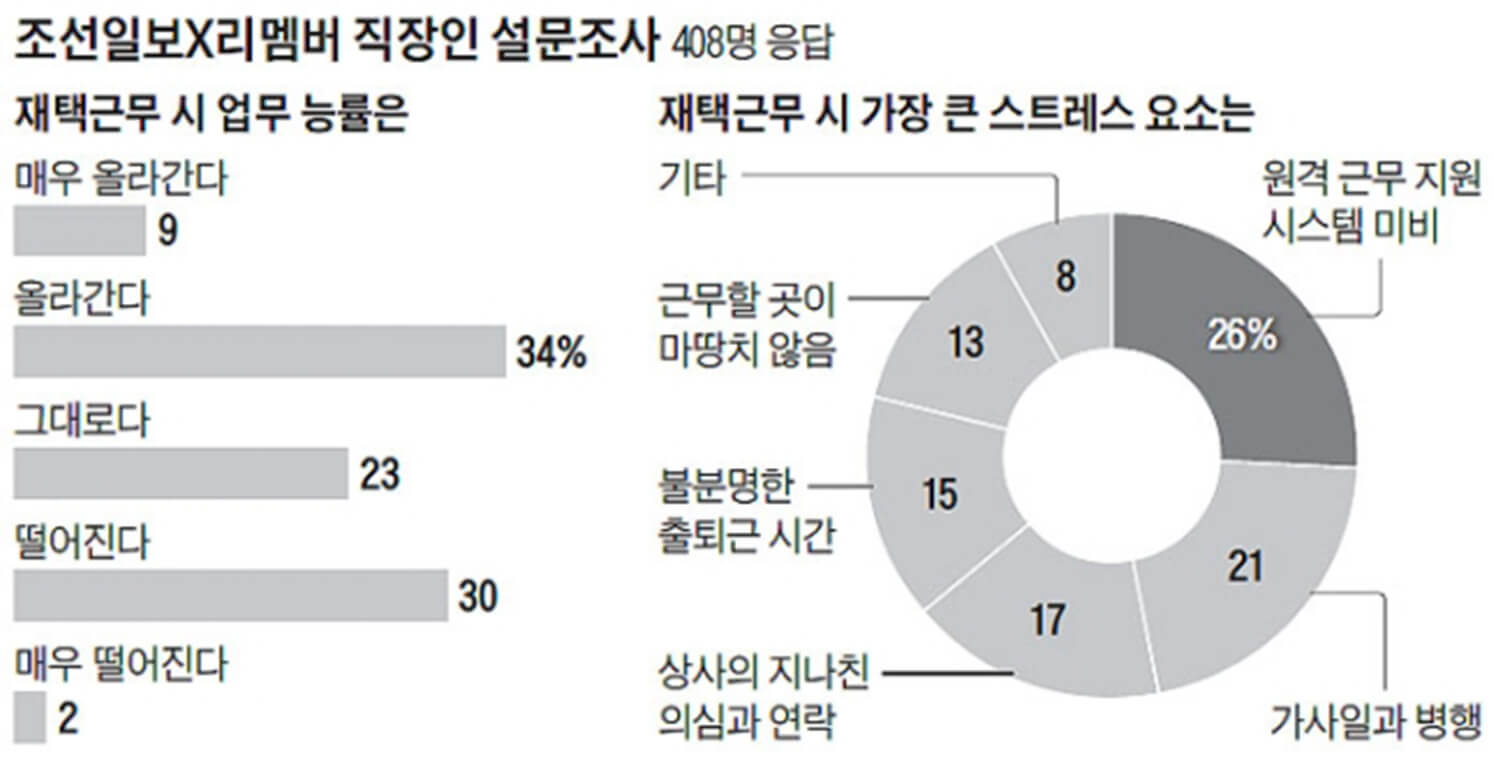 조선일보X리멤버 직장인 설문조사 408명 응답
재택근무 시 업무 능률은
매우 올라간다
9
올라간다
34%
그대로다
23
떨어진다
30
매우 떨어진다
2
재택근무 시 가장 큰 스트레스 요소는
원격 근무 지원
시스템 미비
26%
가사일과 병행
21
상사의 지나친
의심과 연락
17
불분명한
출퇴근 시간
15
근무할 곳이
마땅치 않음
13
기타
8